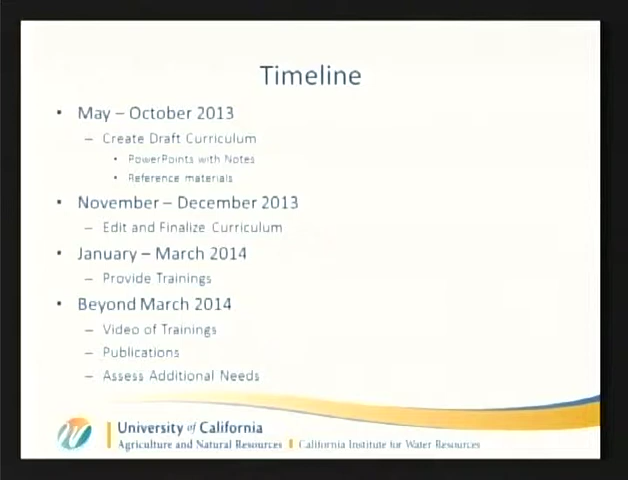 Timeline
• May – October 2013
– Create Draft Curriculum
• PowerPoints with Notes
• Reference materials
• November – December 2013
– Edit and Finalize Curriculum
• January – March 2014
– Provide Trainings
• Beyond March 2014
– Video of Trainings
– Publications
– Assess Additional Needs
University of California
Agriculture and Natural Resources | California Institute for Water Resources